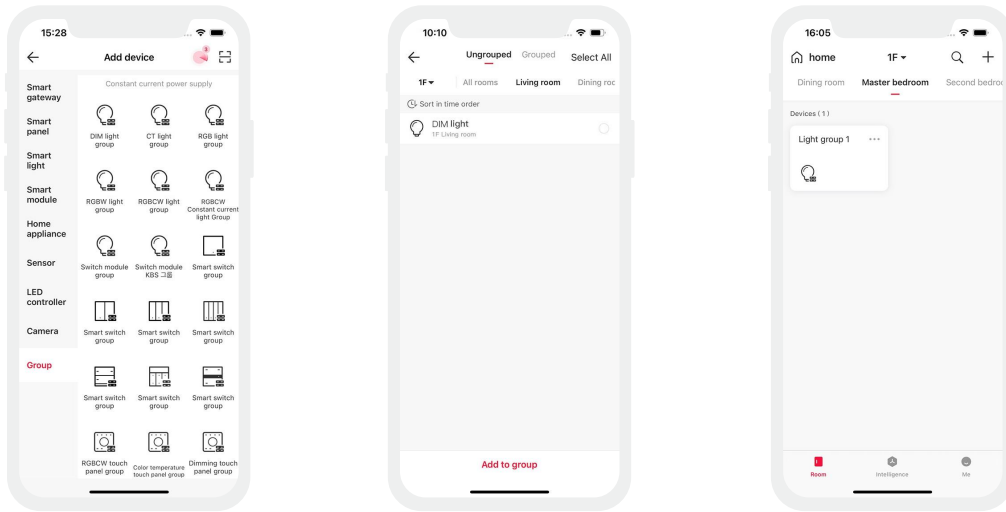 15:28
Add device
Smart gateway
Smart panel
Smart light
Smart module
Home appliance
Sensor
LED controller
Camera
Group
Constant current power supply
DIM light group
CT light group
RGB light group
RGBW light group
RGBCW light group
RGBCW Constant current light Group
Switch module group
Switch module KBS 그룹
Smart switch group
Smart switch group
Smart switch group
Smart switch group
Smart switch group
Smart switch group
Smart switch group
RGBCW touch panel group
Color temperature touch panel group
Dimming touch panel group
10:10
Ungrouped Grouped Select All
1F All rooms Living room Dining roc
Sort in time order
DIM light
1F Living room
Add to group
16:05
home 1F
Dining room Master bedroom Second bedroo
Devices ( 1 )
Light group 1
Room Intelligence Me